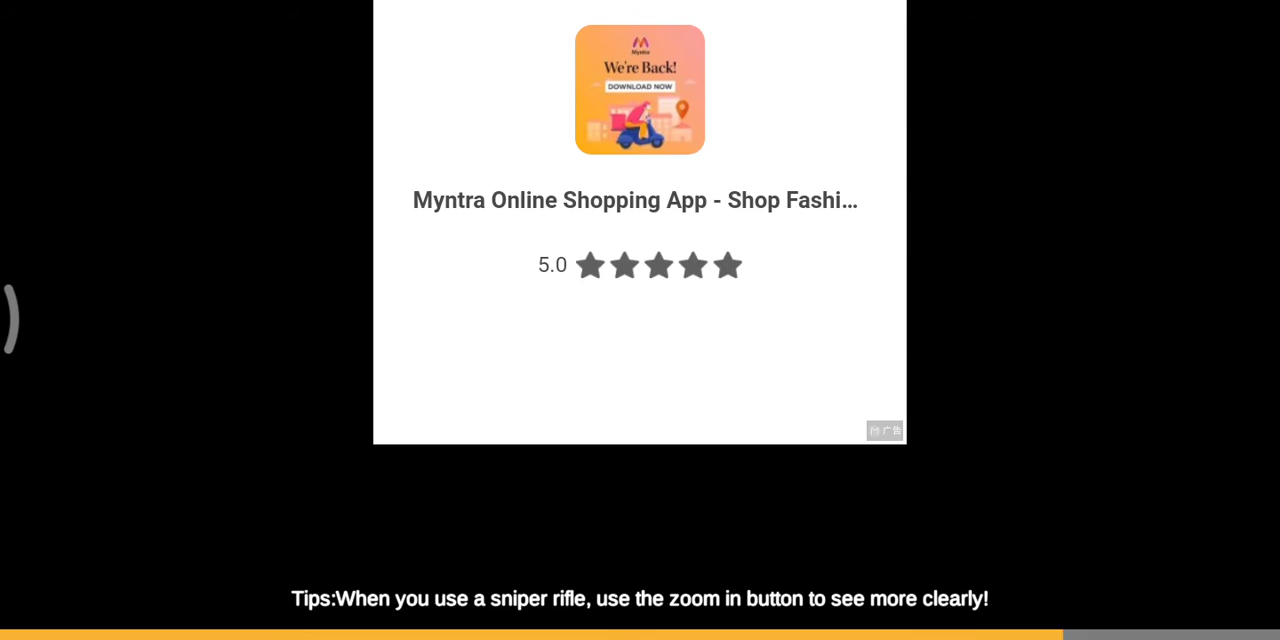 Myntra
We're Back!
DOWNLOAD NOW
Myntra Online Shopping App - Shop Fashi...
5.0
广告
Tips:When you use a sniper rifle, use the zoom in button to see more clearly!